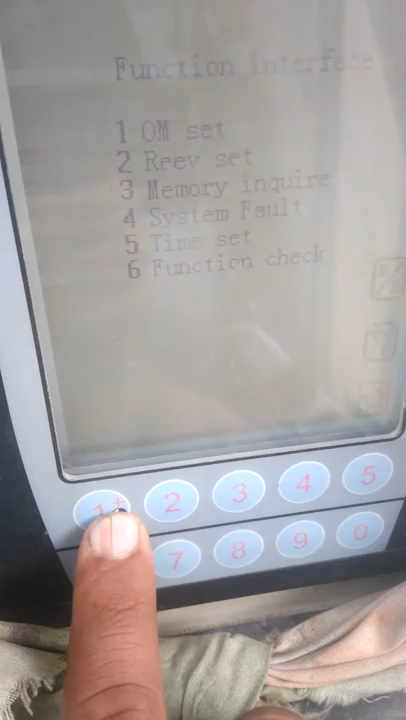 Function interface
1 OM set
2 Reev set
3 Memory inquire
4 System Fault
5 Time set
6 Function check
1 2 3 4 5
7 8 9 0